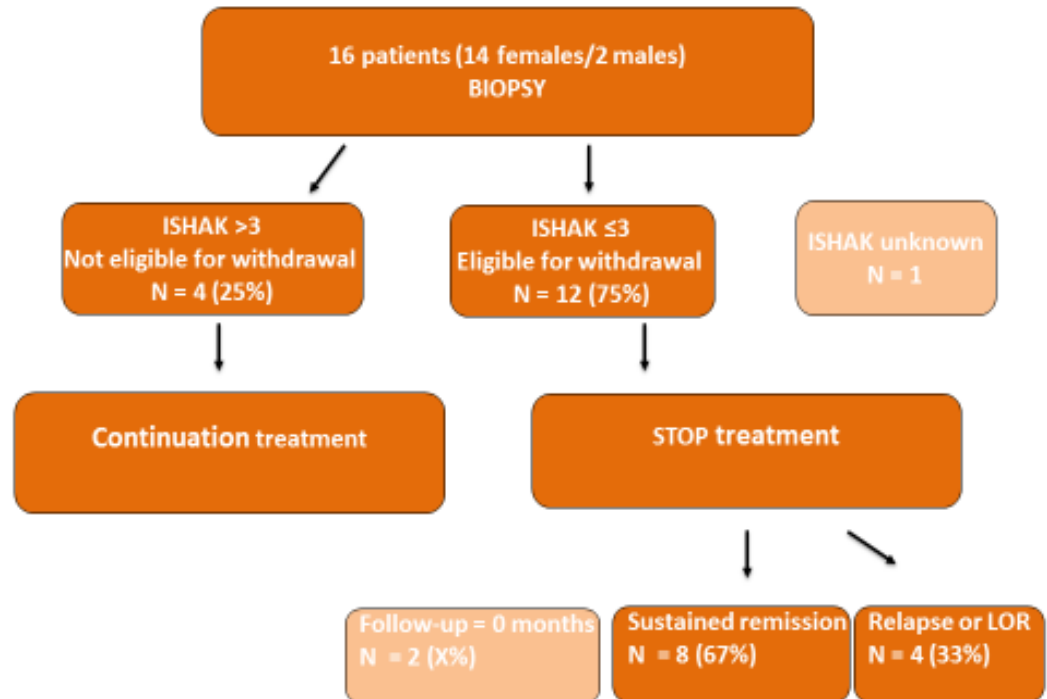 16 patients (14 females/2 males)
BIOPSY
ISHAK >3
Not eligible for withdrawal
N = 4 (25%)
ISHAK ≤3
Eligible for withdrawal
N = 12 (75%)
ISHAK unknown
N = 1
Continuation treatment
STOP treatment
Follow-up = 0 months
N = 2 (X%)
Sustained remission
N = 8 (67%)
Relapse or LOR
N = 4 (33%)